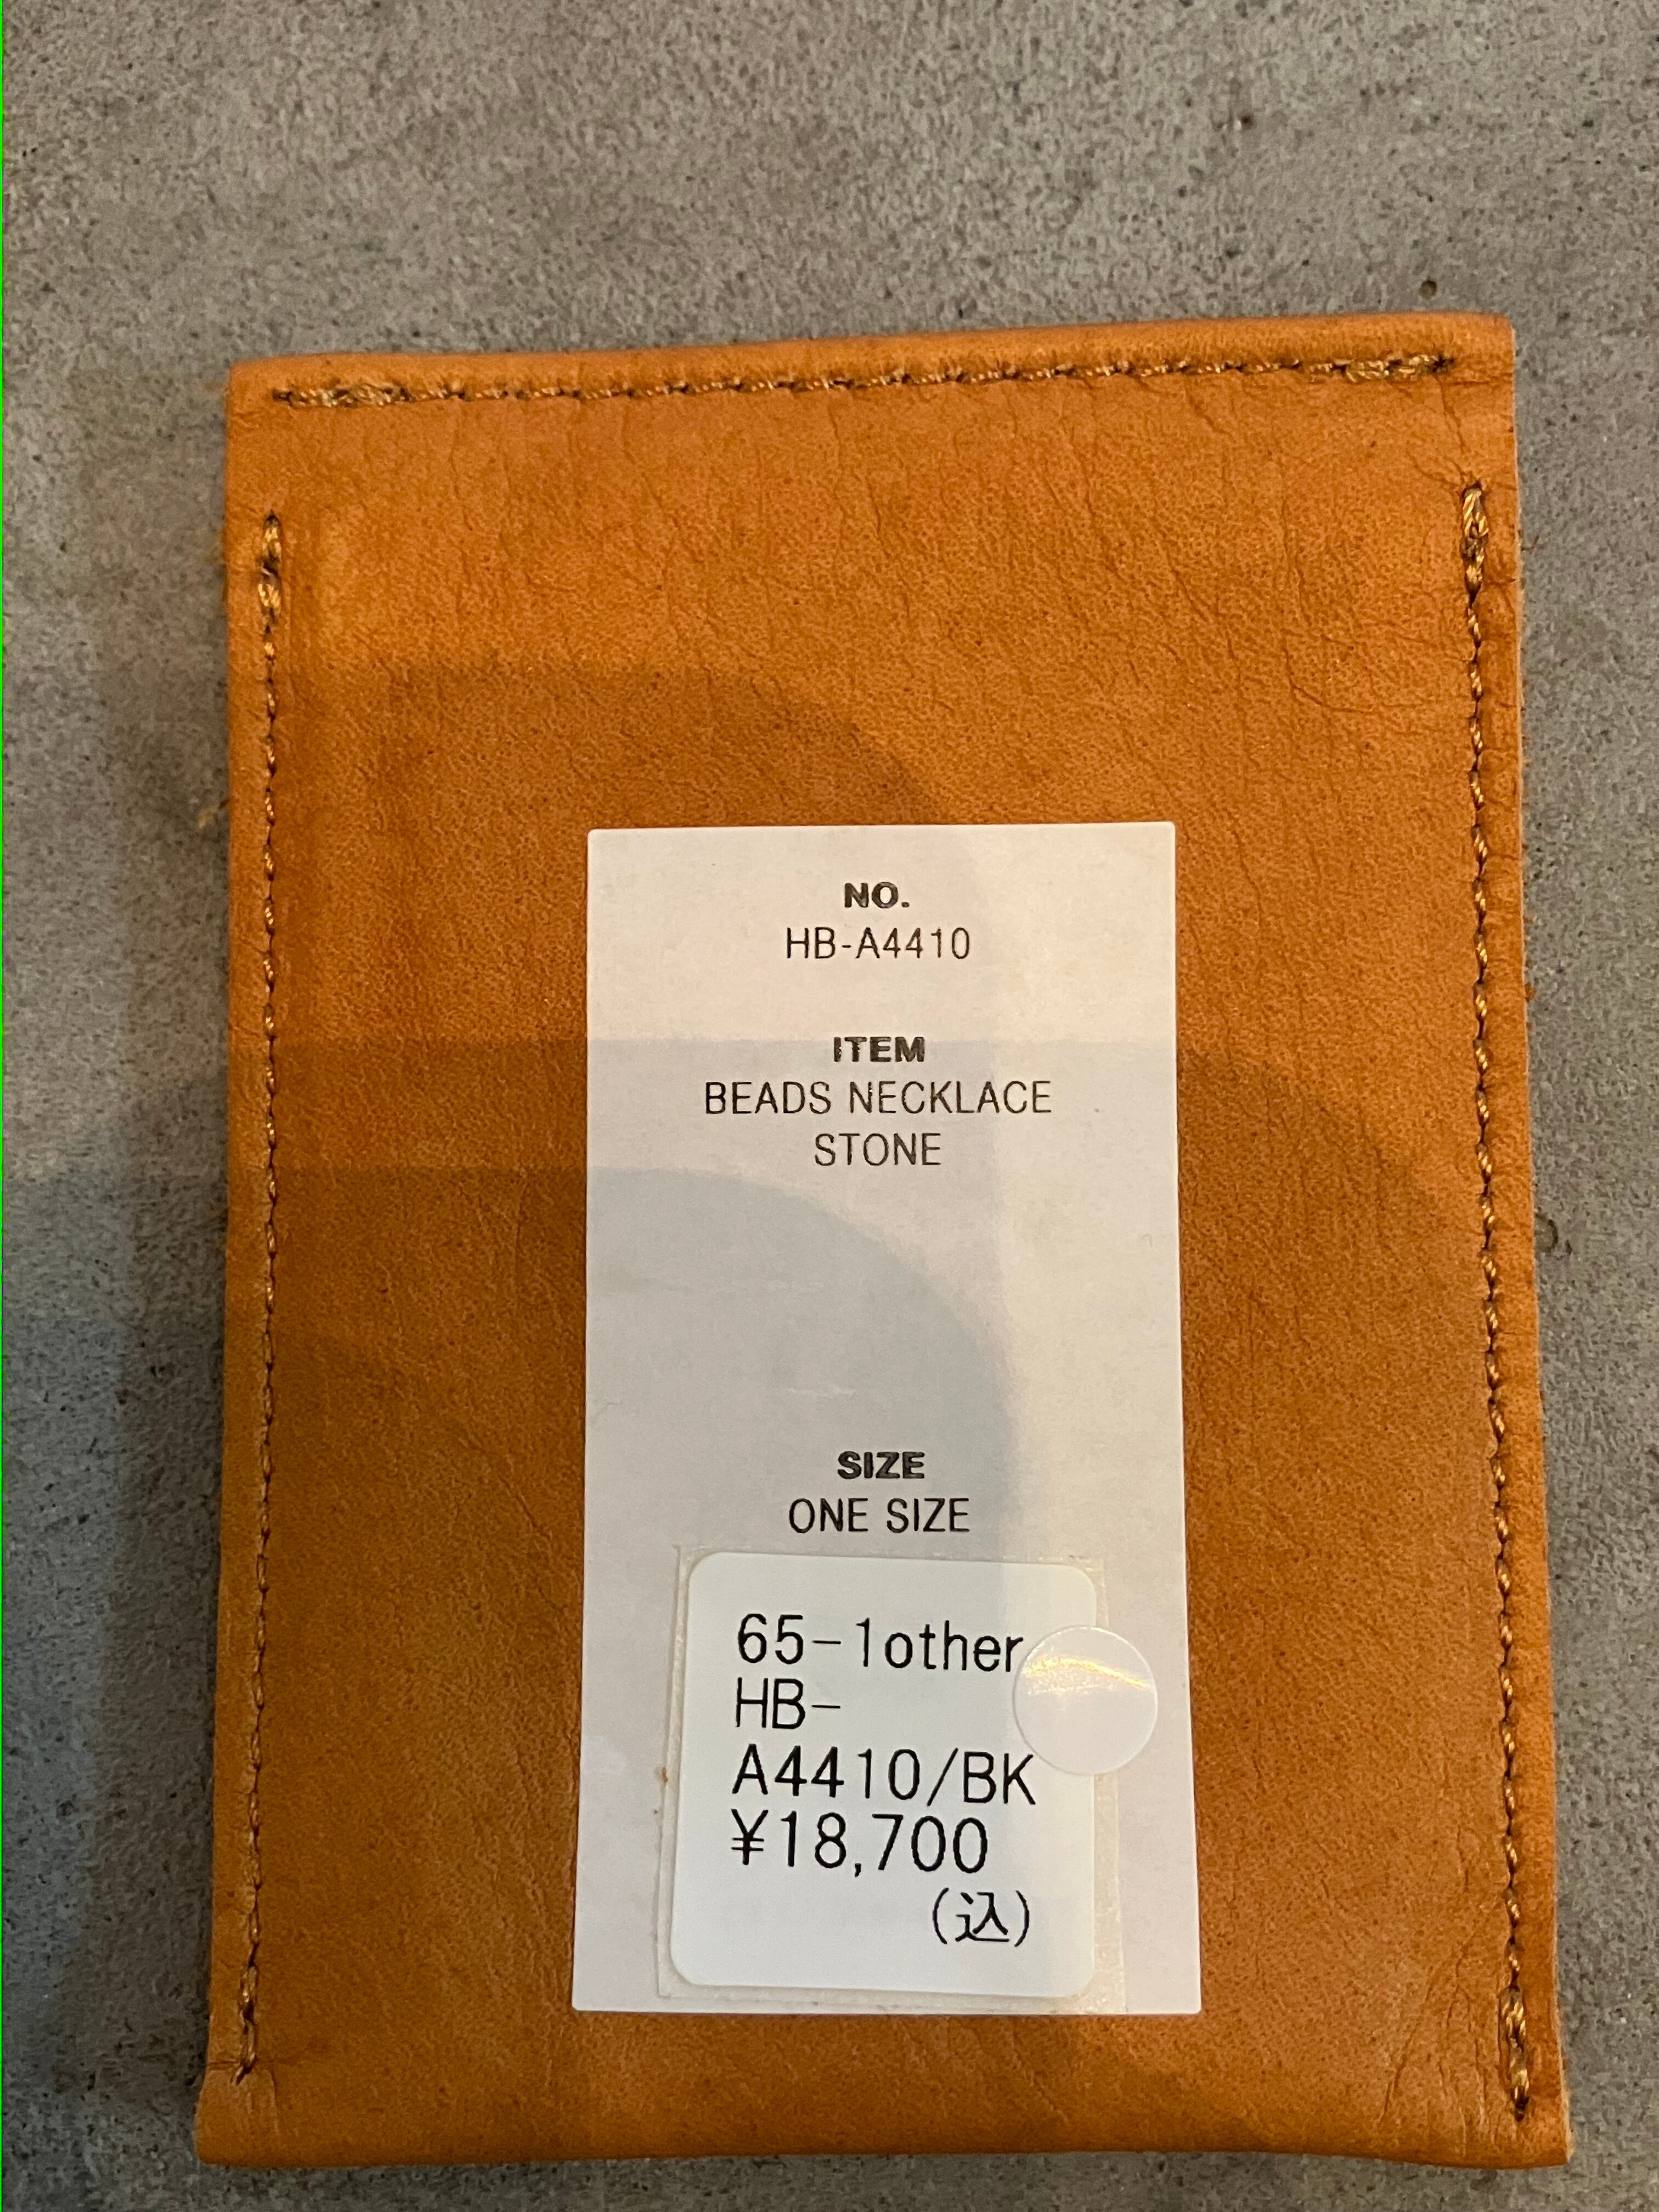 NO.
HB-A4410
ITEM
BEADS NECKLACE
STONE
SIZE
ONE SIZE
65-1other
HB-
A4410/BK
¥18,700
(込)